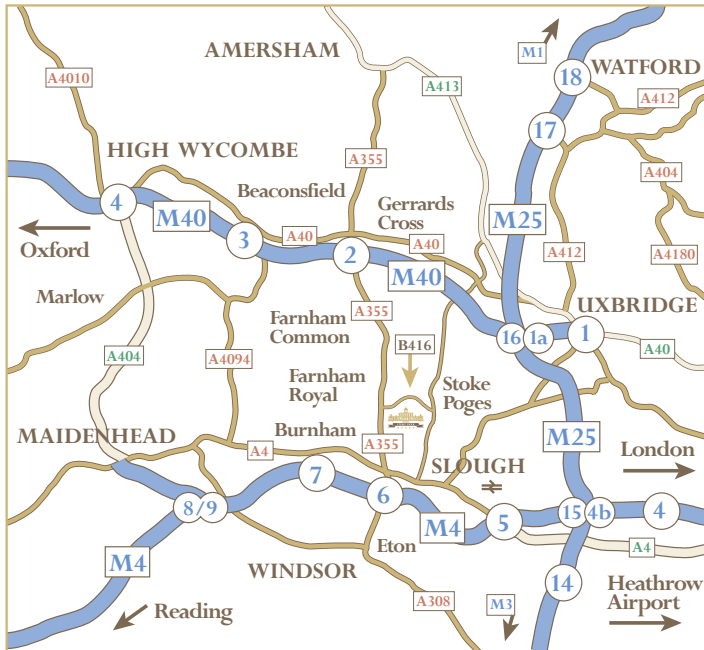 M1
AMERSHAM
WATFORD
18
A4010
A413
A412
17
HIGH WYCOMBE
A355
A404
Beaconsfield
4
Gerrards
Cross
M40
M25
A40
3
A40
Oxford
2
A412
A4180
M40
Marlow
UXBRIDGE
A355
Farnham
Common
16
1a
1
B416
A404
A4094
A40
Farnham
Royal
Stoke
Poges
Burnham
MAIDENHEAD
M25
A4
A355
London
SLOUGH
7
6
8/9
5
15
4b
4
M4
Eton
A4
M4
WINDSOR
14
A308
M3
Reading
Heathrow
Airport